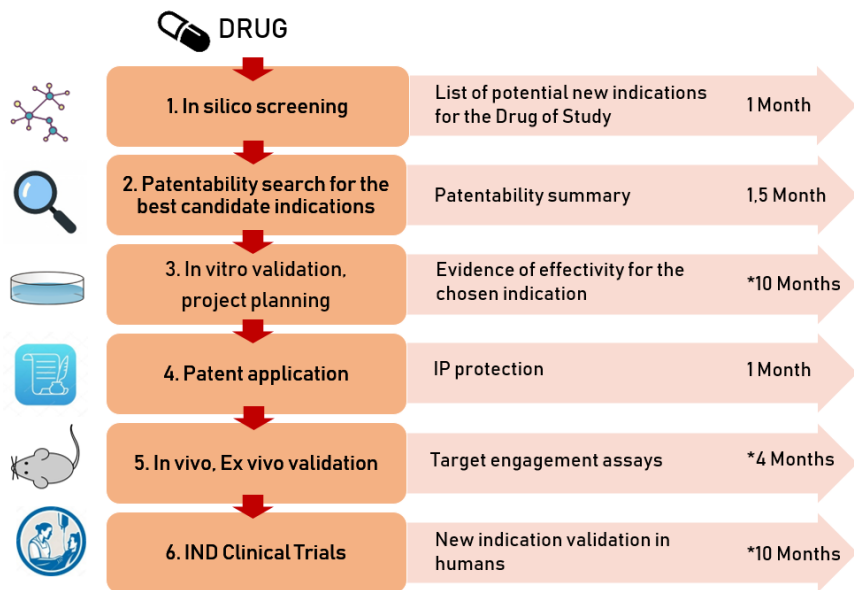 DRUG
1. In silico screening
List of potential new indications
for the Drug of Study
1 Month
2. Patentability search for the
best candidate indications
Patentability summary
1,5 Month
3. In vitro validation,
project planning
Evidence of effectivity for the
chosen indication
*10 Months
4. Patent application
IP protection
1 Month
5. In vivo, Ex vivo validation
Target engagement assays
*4 Months
6. IND Clinical Trials
New indication validation in
humans
*10 Months